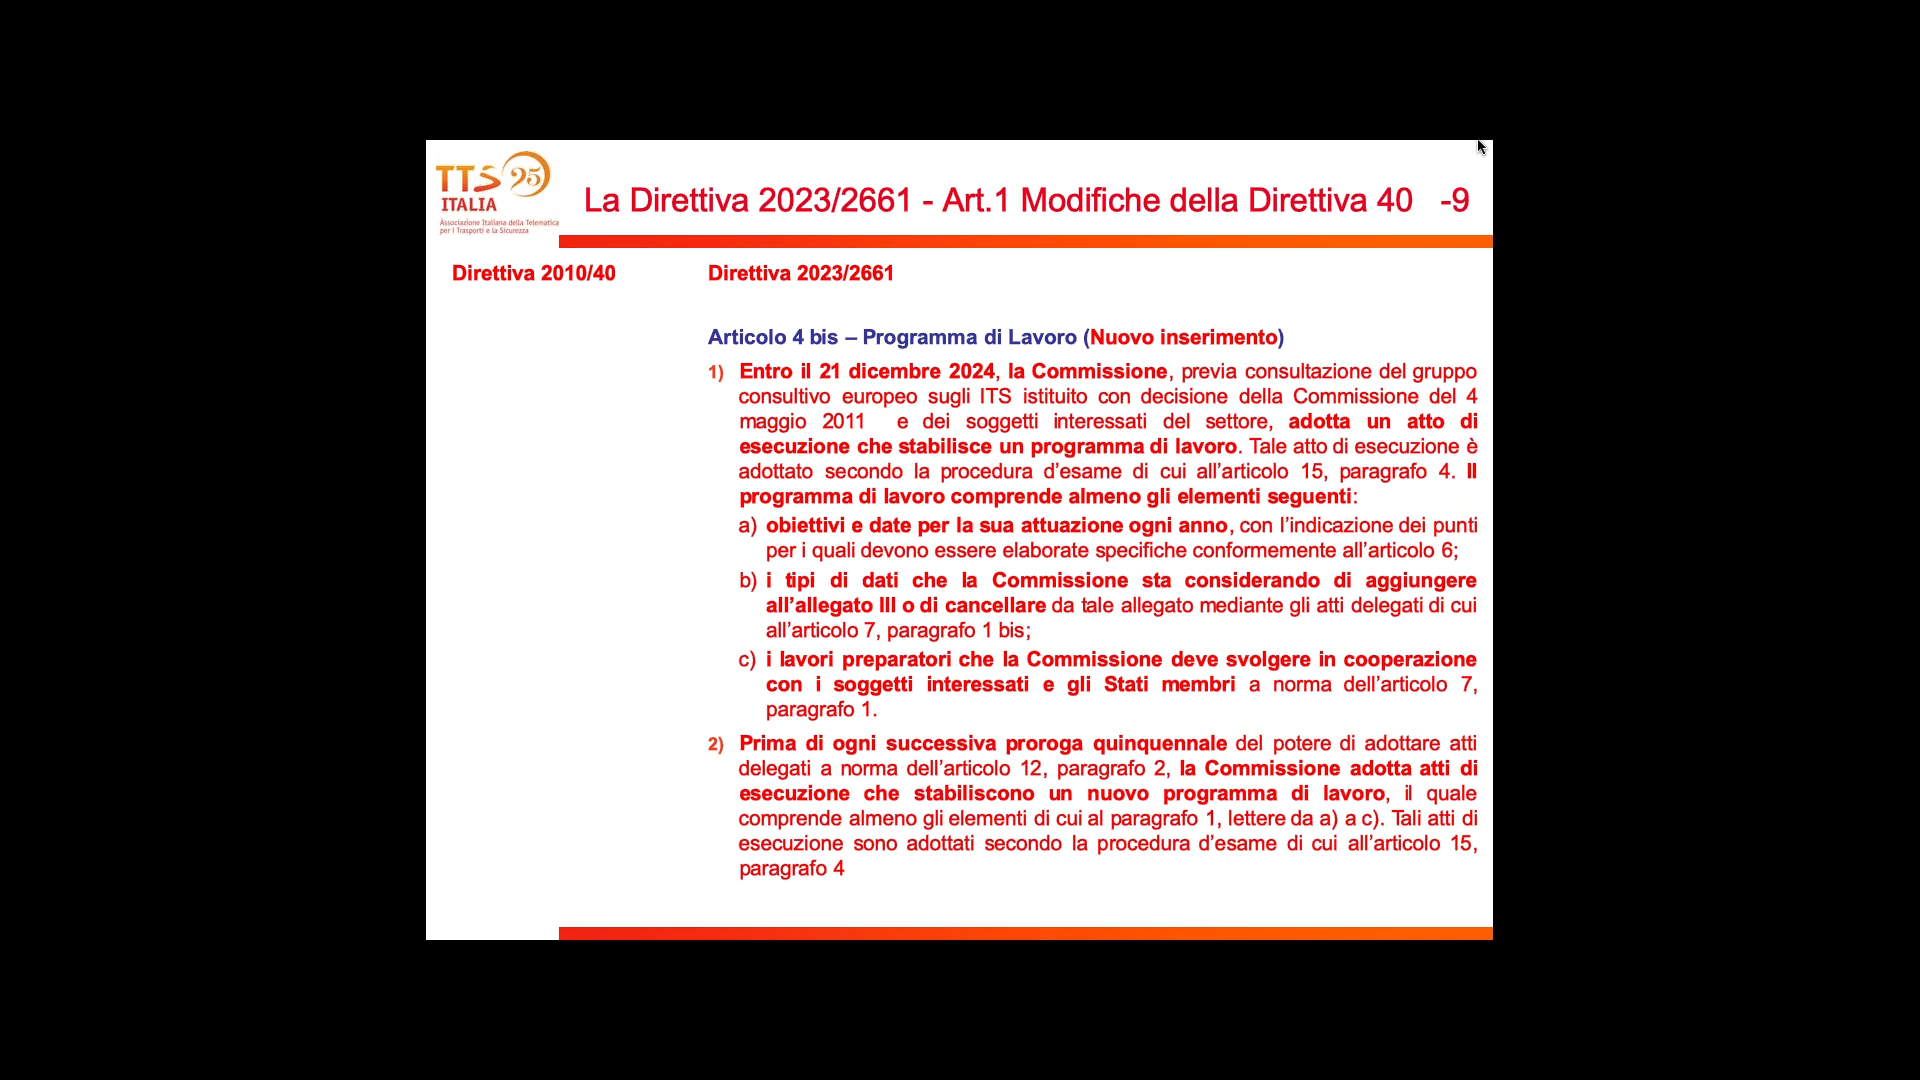 TTS 25
ITALIA
Associazione Italiana della Telematica
per i Trasporti e la Sicurezza
La Direttiva 2023/2661 - Art.1 Modifiche della Direttiva 40 -9
Direttiva 2010/40
Direttiva 2023/2661
Articolo 4 bis – Programma di Lavoro (Nuovo inserimento)
1) Entro il 21 dicembre 2024, la Commissione, previa consultazione del gruppo
consultivo europeo sugli ITS istituito con decisione della Commissione del 4
maggio 2011 e dei soggetti interessati del settore, adotta un atto di
esecuzione che stabilisce un programma di lavoro. Tale atto di esecuzione è
adottato secondo la procedura d’esame di cui all’articolo 15, paragrafo 4. Il
programma di lavoro comprende almeno gli elementi seguenti:
a) obiettivi e date per la sua attuazione ogni anno, con l’indicazione dei punti
per i quali devono essere elaborate specifiche conformemente all’articolo 6;
b) i tipi di dati che la Commissione sta considerando di aggiungere
all’allegato III o di cancellare da tale allegato mediante gli atti delegati di cui
all’articolo 7, paragrafo 1 bis;
c) i lavori preparatori che la Commissione deve svolgere in cooperazione
con i soggetti interessati e gli Stati membri a norma dell’articolo 7,
paragrafo 1.
2) Prima di ogni successiva proroga quinquennale del potere di adottare atti
delegati a norma dell’articolo 12, paragrafo 2, la Commissione adotta atti di
esecuzione che stabiliscono un nuovo programma di lavoro, il quale
comprende almeno gli elementi di cui al paragrafo 1, lettere da a) a c). Tali atti di
esecuzione sono adottati secondo la procedura d’esame di cui all’articolo 15,
paragrafo 4